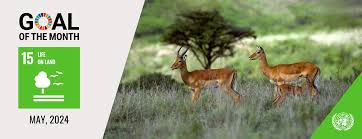 GOAL
OF THE MONTH
15 LIFE
ON LAND
MAY, 2024